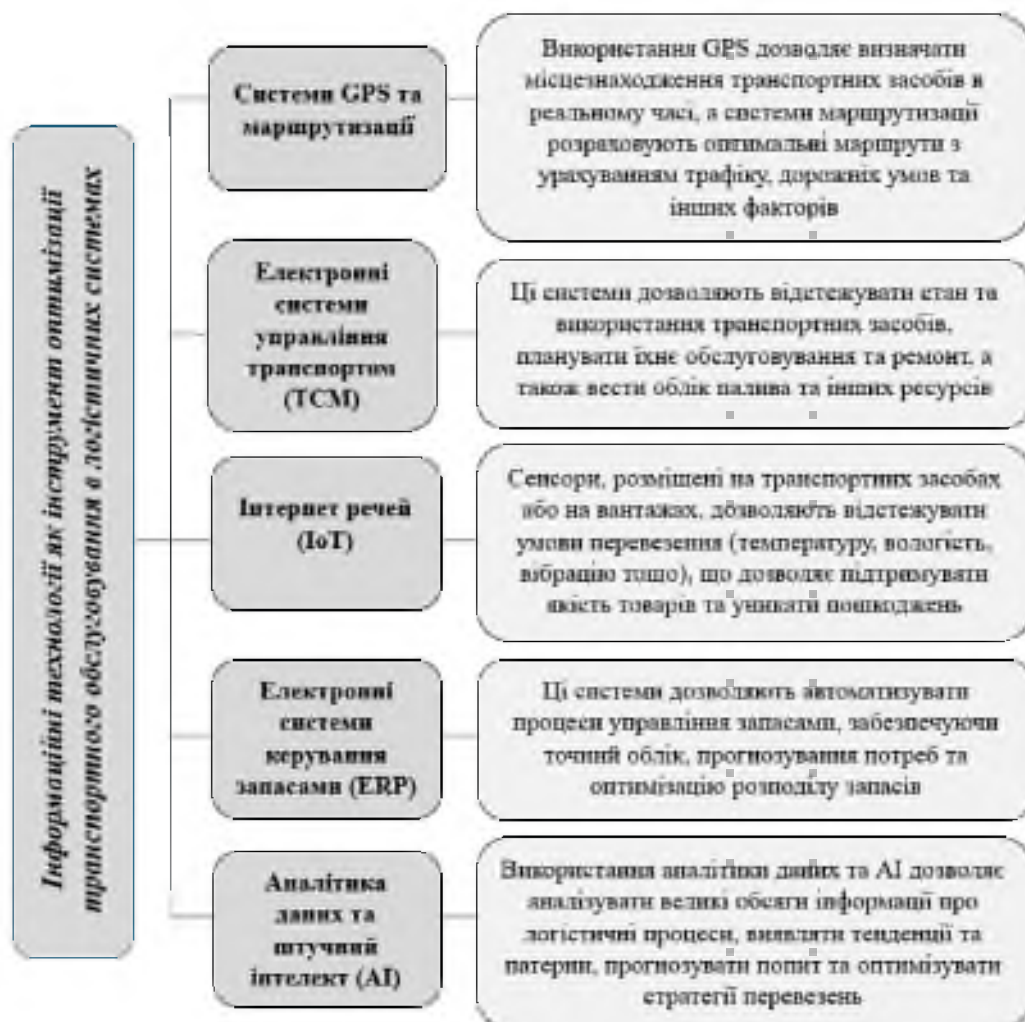 Інформаційні технології як інструмент оптимізації
транспортного обслуговування в логістичних системах
Системи GPS та
маршрутизації
Використання GPS дозволяє визначати
місцезнаходження транспортних засобів в
реальному часі, а системи маршрутизації
розраховують оптимальні маршрути з
урахуванням трафіку, дорожніх умов та
інших факторів
Електронні
системи
управління
транспортом
(ТСМ)
Ці системи дозволяють відстежувати стан та
використання транспортних засобів,
планувати їхнє обслуговування та ремонт, а
також вести облік палива та інших ресурсів
Інтернет речей
(IoT)
Сенсори, розміщені на транспортних засобах
або на вантажах, дозволяють відстежувати
умови перевезення (температуру, вологість,
вібрацію тощо), що дозволяє підтримувати
якість товарів та уникати пошкоджень
Електронні
системи
керування
запасами (ERP)
Ці системи дозволяють автоматизувати
процеси управління запасами, забезпечуючи
точний облік, прогнозування потреб та
оптимізацію розподілу запасів
Аналітика
даних та
штучний
інтелект (AI)
Використання аналітики даних та AI дозволяє
аналізувати великі обсяги інформації про
логістичні процеси, виявляти тенденції та
патерни, прогнозувати попит та оптимізувати
стратегії перевезень